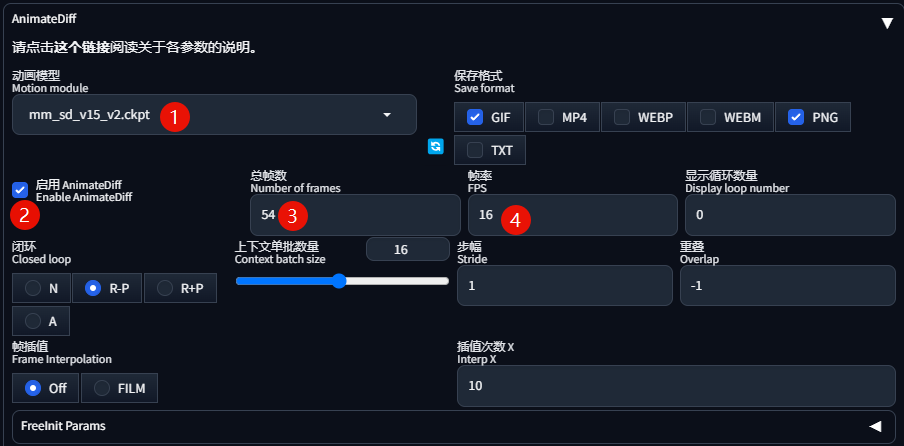 AnimateDiff
请点击这个链接阅读关于各参数的说明。
动画模型
Motion module
mm_sd_v15_v2.ckpt
1
保存格式
Save format
GIF
MP4
WEBP
WEBM
PNG
TXT
启用 AnimateDiff
Enable AnimateDiff
2
总帧数
Number of frames
54
3
帧率
FPS
16
4
显示循环数量
Display loop number
0
闭环
Closed loop
N
R-P
R+P
A
上下文单批数量
Context batch size
16
步幅
Stride
1
重叠
Overlap
-1
帧插值
Frame Interpolation
Off
FILM
插值次数 X
Interp X
10
FreeInit Params